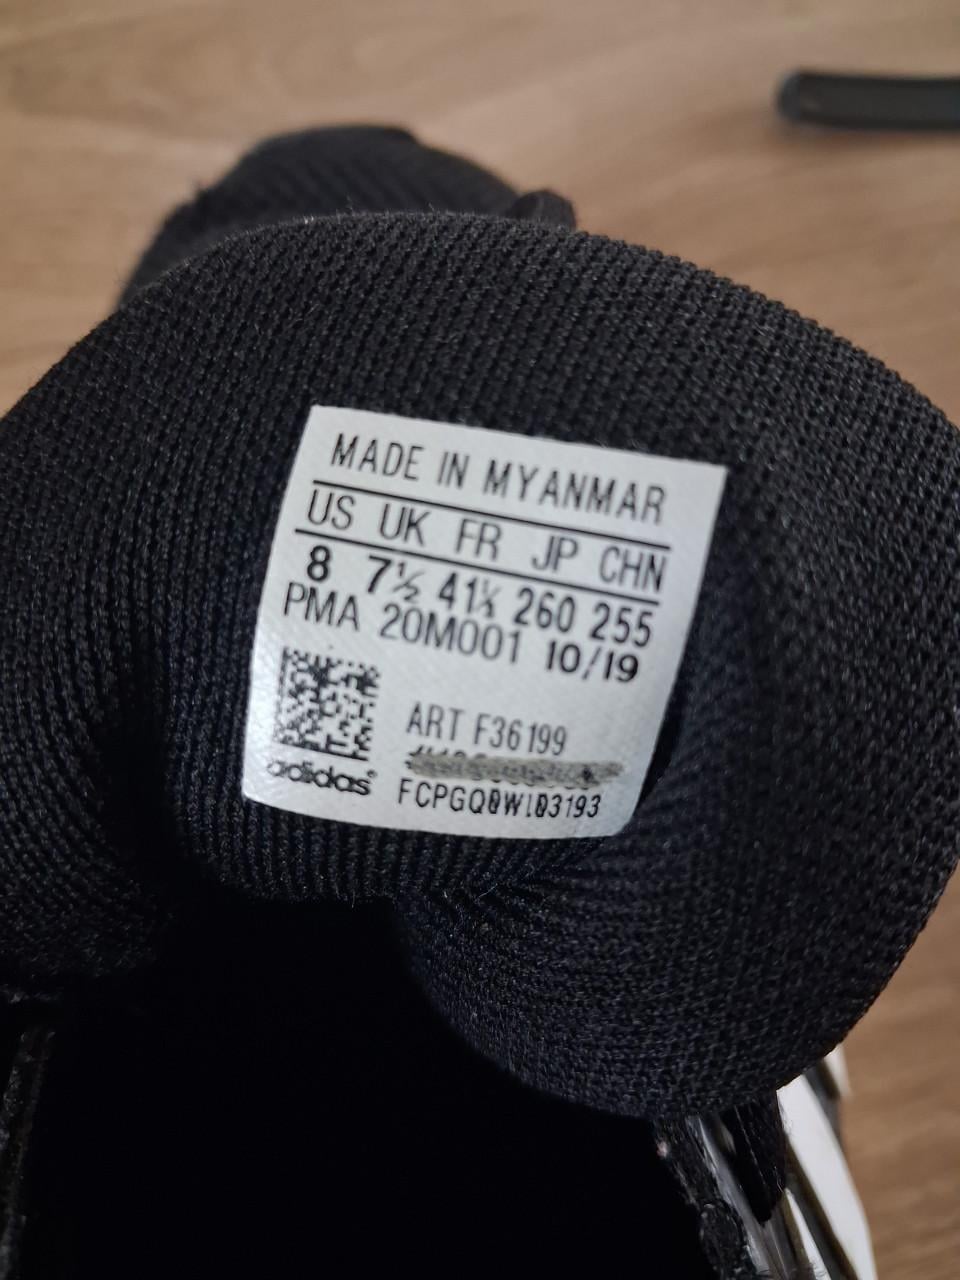 MADE IN MYANMAR
US UK FR JP CHN
8 7½ 41⅓ 260 255
PMA 20M001 10/19
ART F36199
adidas®